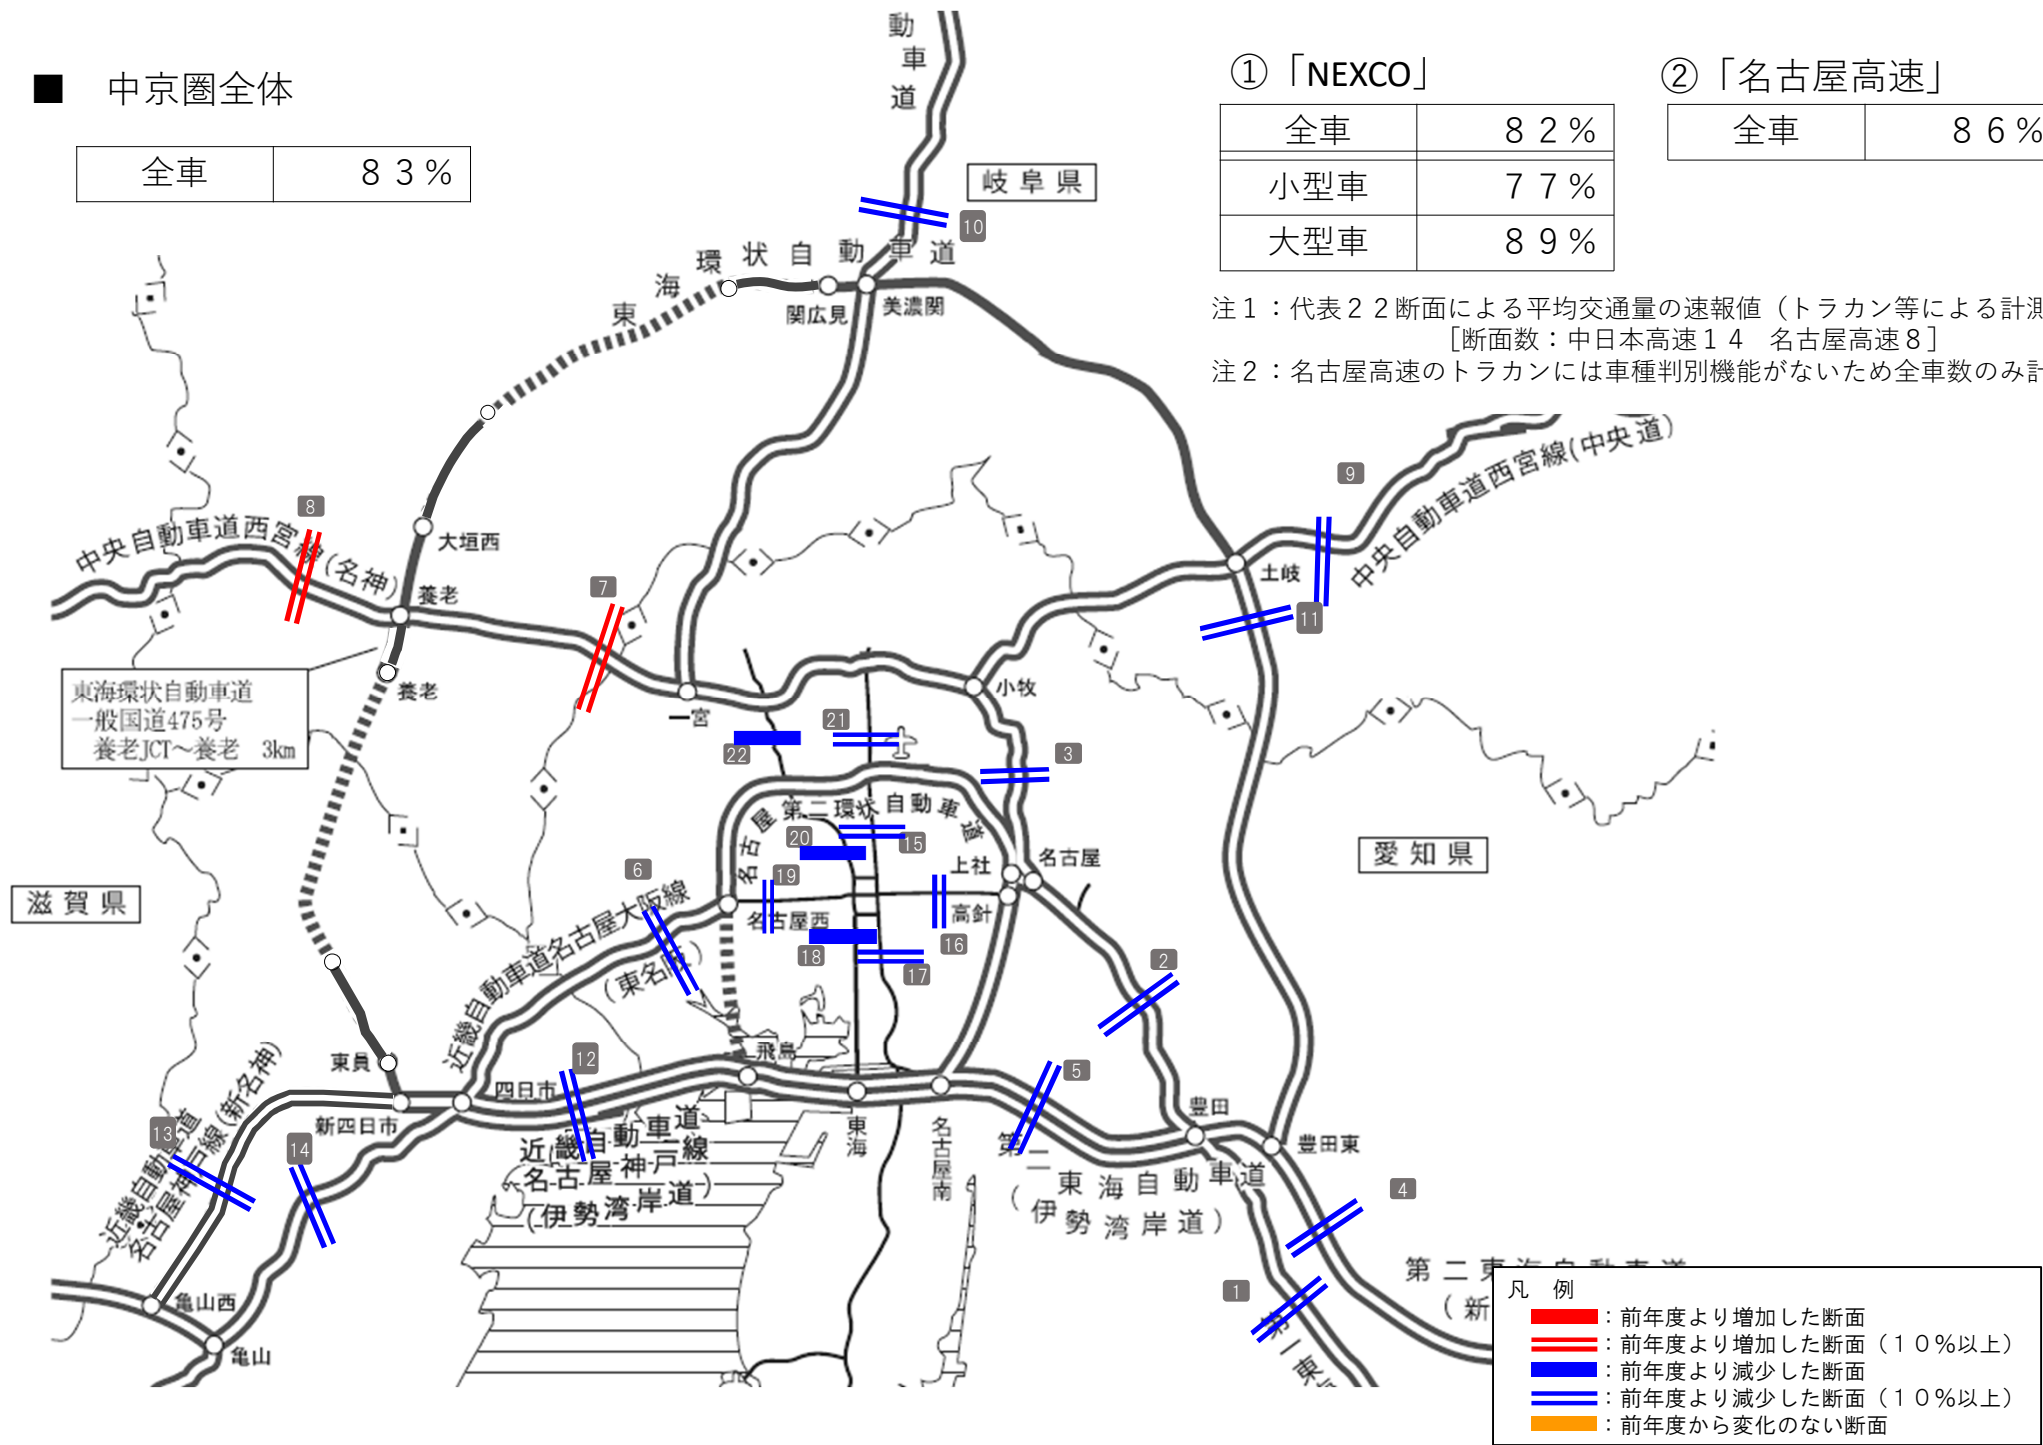 ■ 中京圏全体
全車 ８３％
①「NEXCO」
全車 ８２％
小型車 ７７％
大型車 ８９％
②「名古屋高速」
全車 ８６％
注１：代表２２断面による平均交通量の速報値（トラカン等による計測
［断面数：中日本高速１４ 名古屋高速８］
注２：名古屋高速のトラカンには車種判別機能がないため全車数のみ計
動車道
岐阜県
10
東海環状自動車道
関広見
美濃関
9
中央自動車道西宮線(中央道)
8
中央自動車道西宮線(名神)
大垣西
養老
7
土岐
11
養老
東海環状自動車道
一般国道475号
養老JCT～養老 3km
一宮
小牧
22
21
3
名古屋第二環状自動車道
20
15
上社
名古屋
愛知県
滋賀県
6
19
名古屋西
高針
16
18
17
2
近畿自動車道名古屋大阪線
(東名阪)
飛島
東員
12
5
四日市
新四日市
東海
名古屋南
豊田
豊田東
13
14
近畿自動車道
名古屋神戸線(新名神)
近畿自動車道
名古屋神戸線
(伊勢湾岸道)
第二東海自動車道
(伊勢湾岸道)
4
1
亀山西
亀山
第二東海自動車道
(新
第一東
凡 例
：前年度より増加した断面
：前年度より増加した断面（１０％以上）
：前年度より減少した断面
：前年度より減少した断面（１０％以上）
：前年度から変化のない断面